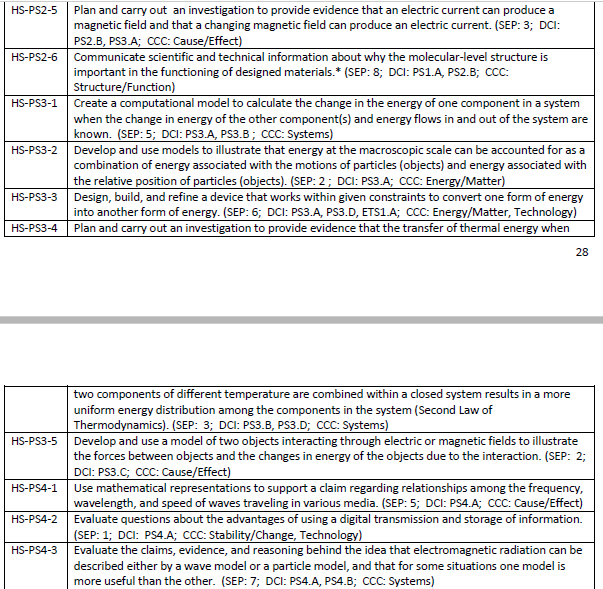 HS-PS2-5 Plan and carry out an investigation to provide evidence that an electric current can produce a
magnetic field and that a changing magnetic field can produce an electric current. (SEP: 3; DCI:
PS2.B, PS3.A; CCC: Cause/Effect)
HS-PS2-6 Communicate scientific and technical information about why the molecular-level structure is
important in the functioning of designed materials.* (SEP: 8; DCI: PS1.A, PS2.B; CCC:
Structure/Function)
HS-PS3-1 Create a computational model to calculate the change in the energy of one component in a system
when the change in energy of the other component(s) and energy flows in and out of the system are
known. (SEP: 5; DCI: PS3.A, PS3.B ; CCC: Systems)
HS-PS3-2 Develop and use models to illustrate that energy at the macroscopic scale can be accounted for as a
combination of energy associated with the motions of particles (objects) and energy associated with
the relative position of particles (objects). (SEP: 2 ; DCI: PS3.A; CCC: Energy/Matter)
HS-PS3-3 Design, build, and refine a device that works within given constraints to convert one form of energy
into another form of energy. (SEP: 6; DCI: PS3.A, PS3.D, ETS1.A; CCC: Energy/Matter, Technology)
HS-PS3-4 Plan and carry out an investigation to provide evidence that the transfer of thermal energy when
28
two components of different temperature are combined within a closed system results in a more
uniform energy distribution among the components in the system (Second Law of
Thermodynamics). (SEP: 3; DCI: PS3.B, PS3.D; CCC: Systems)
HS-PS3-5 Develop and use a model of two objects interacting through electric or magnetic fields to illustrate
the forces between objects and the changes in energy of the objects due to the interaction. (SEP: 2;
DCI: PS3.C; CCC: Cause/Effect)
HS-PS4-1 Use mathematical representations to support a claim regarding relationships among the frequency,
wavelength, and speed of waves traveling in various media. (SEP: 5; DCI: PS4.A; CCC: Cause/Effect)
HS-PS4-2 Evaluate questions about the advantages of using a digital transmission and storage of information.
(SEP: 1; DCI: PS4.A; CCC: Stability/Change, Technology)
HS-PS4-3 Evaluate the claims, evidence, and reasoning behind the idea that electromagnetic radiation can be
described either by a wave model or a particle model, and that for some situations one model is
more useful than the other. (SEP: 7; DCI: PS4.A, PS4.B; CCC: Systems)